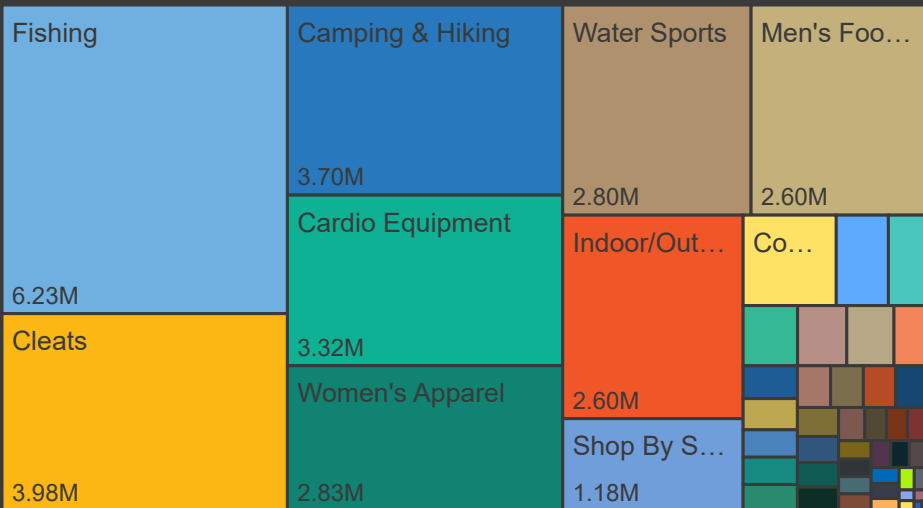 Fishing
6.23M
Cleats
3.98M
Camping & Hiking
3.70M
Cardio Equipment
3.32M
Women's Apparel
2.83M
Water Sports
2.80M
Men's Foo…
2.60M
Indoor/Out…
2.60M
Shop By S…
1.18M
Co…